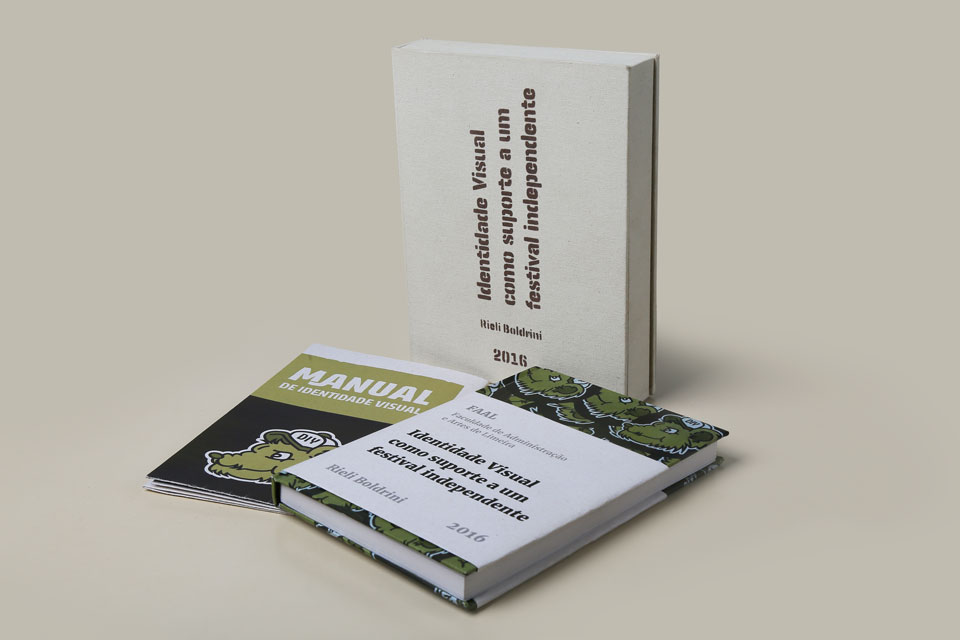 Identidade Visual
como suporte a um
festival independente
Rieli Boldrini
2016
MANUAL
DE IDENTIDADE VISUAL
DJV
FAAL
Faculdade de Administração
e Artes de Limeira
Identidade Visual
como suporte a um
festival independente
Rieli Boldrini
2016